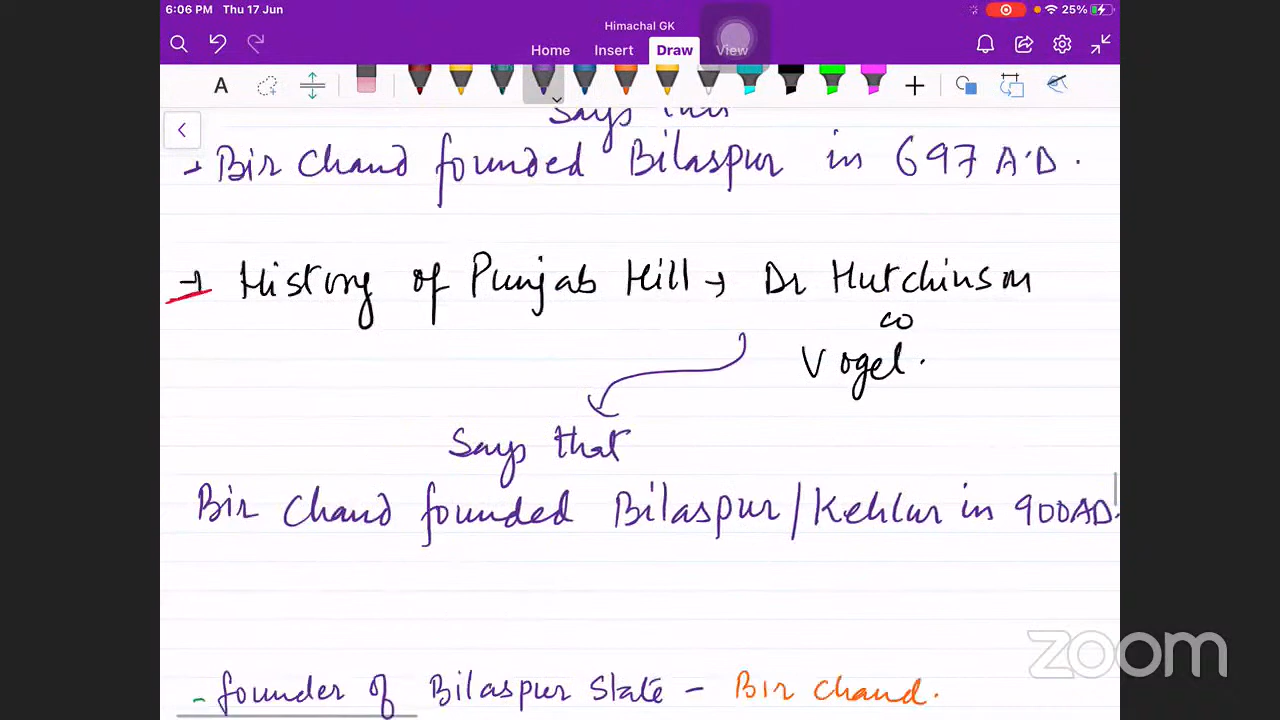 6:06 PM Thu 17 Jun
25%
Himachal GK
Home Insert Draw View
A
Says this
→ Bir Chand founded Bilaspur in 697 A.D.
→ History of Punjab Hill → Dr Hutchinson
Vogel.
Says that
Bir Chand founded Bilaspur/Kehlur in 900AD.
- founder of Bilaspur State - Bir Chand.
zoom